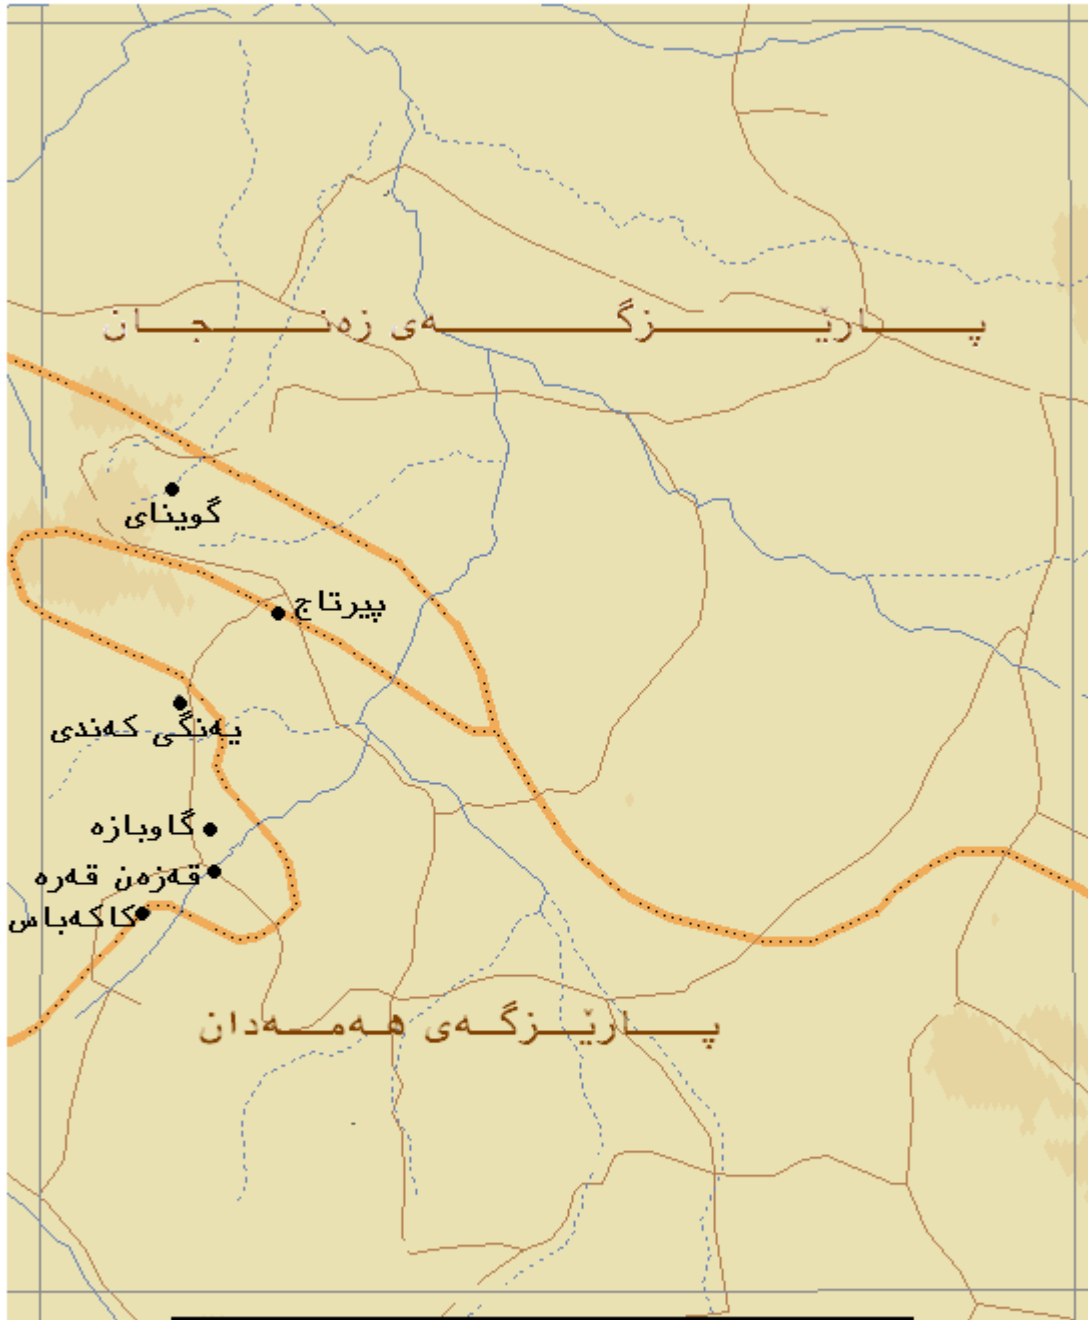 پارێزگەی زەنجان
گوینای
پیرتاج
یەنگی کەندی
گاوبازە
قەزەن قەرە
کاکەباس
پارێزگەی هەمەدان